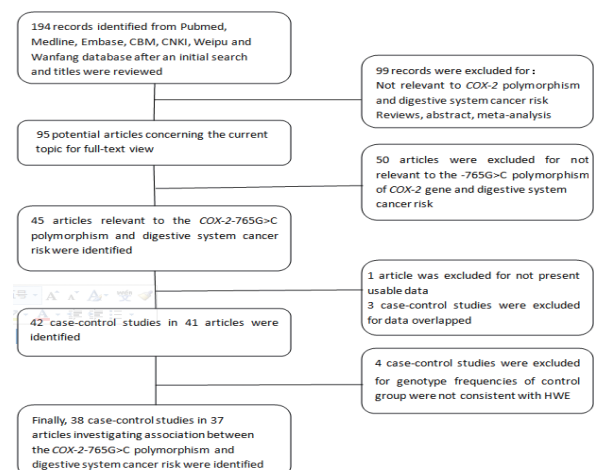 194 records identified from Pubmed,
Medline, Embase, CBM, CNKI, Weipu and
Wanfang database after an initial search
and titles were reviewed
99 records were excluded for:
Not relevant to COX-2 polymorphism
and digestive system cancer risk
Reviews, abstract, meta-analysis
95 potential articles concerning the current
topic for full-text view
50 articles were excluded for not
relevant to the -765G>C polymorphism
of COX-2 gene and digestive system
cancer risk
45 articles relevant to the COX-2-765G>C
polymorphism and digestive system cancer
risk were identified
1 article was excluded for not present
usable data
3 case-control studies were excluded
for data overlapped
42 case-control studies in 41 articles were
identified
4 case-control studies were excluded
for genotype frequencies of control
group were not consistent with HWE
Finally, 38 case-control studies in 37
articles investigating association between
the COX-2-765G>C polymorphism and
digestive system cancer risk were identified